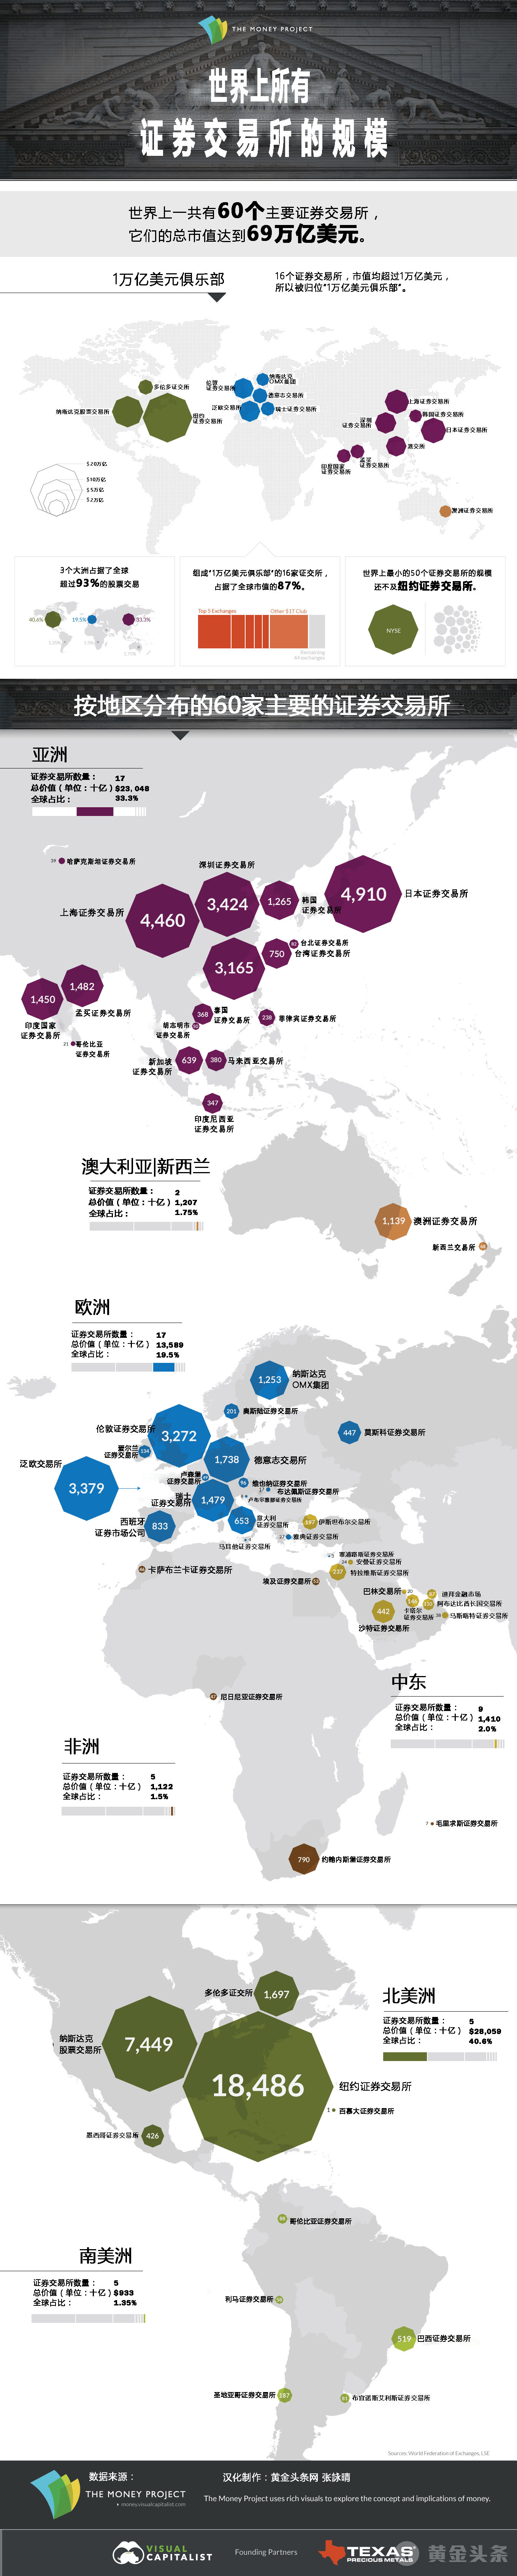 THE MONEY PROJECT
世界上所有
证券交易所的规模
世界上一共有60个主要证券交易所，
它们的总市值达到69万亿美元。
1万亿美元俱乐部
16个证券交易所，市值均超过1万亿美元，
所以被归位“1万亿美元俱乐部”。
多伦多证交所
纳斯达克股票交易所
纽约
证券交易所
伦敦
证券交易所
纳斯达克
OMX集团
德意志交易所
泛欧交易所
瑞士证券交易所
上海证券交易所
韩国证券交易所
深圳
证券交易所
日本证券交易所
港交所
孟买
证券交易所
印度国家
证券交易所
澳洲证券交易所
$20万亿
$10万亿
$5万亿
$2万亿
3个大洲占据了全球
超过93%的股票交易
40.6%
19.5%
33.3%
组成“1万亿美元俱乐部”的16家证交所，
占据了全球市值的87%。
Top 5 Exchanges
Other $1T Club
Remaining
44 exchanges
世界上最小的50个证券交易所的规模
还不及纽约证券交易所。
NYSE
按地区分布的60家主要的证券交易所
亚洲
证券交易所数量： 17
总价值（单位：十亿） $23,048
全球占比： 33.3%
哈萨克斯坦证券交易所
深圳证券交易所
3,424
上海证券交易所
4,460
1,265
韩国
证券交易所
4,910
日本证券交易所
3,165
750
台北证券交易所
台湾证券交易所
1,450
印度国家
证券交易所
1,482
孟买证券交易所
21
哥伦比亚
证券交易所
368
泰国
证券交易所
胡志明市
证券交易所
238
菲律宾证券交易所
新加坡
证券交易所
639
380
马来西亚交易所
347
印度尼西亚
证券交易所
澳大利亚|新西兰
证券交易所数量： 2
总价值（单位：十亿） 1,207
全球占比： 1.75%
1,139
澳洲证券交易所
新西兰交易所
欧洲
证券交易所数量： 17
总价值（单位：十亿） 13,589
全球占比： 19.5%
1,253
纳斯达克
OMX集团
201
奥斯陆证券交易所
伦敦证券交易所
3,272
爱尔兰
证券交易所
134
447
莫斯科证券交易所
泛欧交易所
3,379
1,738
德意志交易所
卢森堡
证券交易所
96
维也纳证券交易所
布达佩斯证券交易所
卢布尔雅那证券交易所
瑞士
证券交易所
1,479
西班牙
证券市场公司
833
653
意大利
证券交易所
伊斯坦布尔交易所
雅典证券交易所
马耳他证券交易所
塞浦路斯证券交易所
安曼证券交易所
237
特拉维斯证券交易所
卡萨布兰卡证券交易所
埃及证券交易所
巴林交易所
迪拜金融市场
卡塔尔
证券交易所
阿布达比酋长国交易所
马斯喀特证券交易所
442
沙特证券交易所
尼日尼亚证券交易所
中东
证券交易所数量： 9
总价值（单位：十亿） 1,410
全球占比： 2.0%
非洲
证券交易所数量： 5
总价值（单位：十亿） 1,122
全球占比： 1.5%
7
毛里求斯证券交易所
790
约翰内斯堡证券交易所
多伦多证交所
1,697
北美洲
证券交易所数量： 5
总价值（单位：十亿） $28,059
全球占比： 40.6%
纳斯达克
股票交易所
7,449
18,486
纽约证券交易所
1
百慕大证券交易所
墨西哥证券交易所
426
哥伦比亚证券交易所
南美洲
证券交易所数量： 5
总价值（单位：十亿） $933
全球占比： 1.35%
利马证券交易所
519
巴西证券交易所
圣地亚哥证券交易所
187
布宜诺斯艾利斯证券交易所
Sources: World Federation of Exchanges, LSE
数据来源：
THE MONEY PROJECT
moneyvisualcapitalist.com
汉化制作：黄金头条网 张詠晴
The Money Project uses rich visuals to explore the concept and implications of money.
VISUAL
CAPITALIST
Founding Partners
TEXAS
PRECIOUS METALS
黄金头条